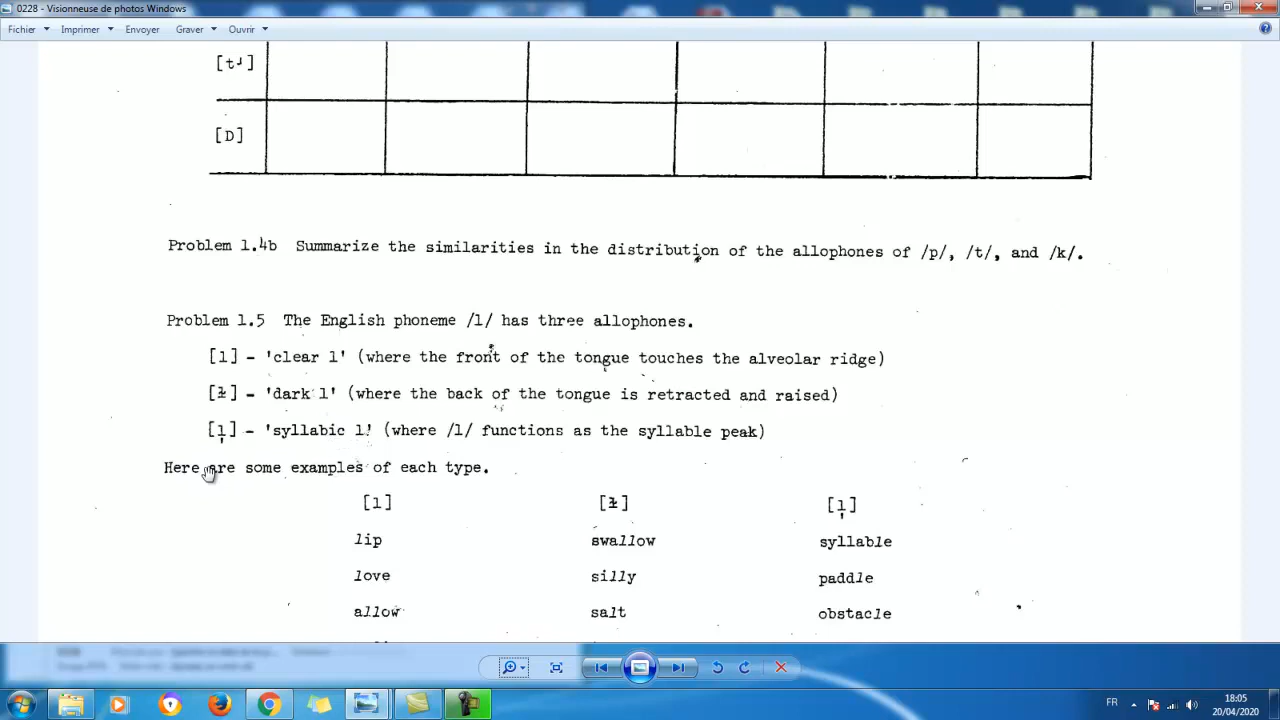 0228 - Visionneuse de photos Windows
Fichier Imprimer Envoyer Graver Ouvrir
[t┘]
[D]
Problem 1.4b Summarize the similarities in the distribution of the allophones of /p/, /t/, and /k/.
Problem 1.5 The English phoneme /l/ has three allophones.
[l] - 'clear l' (where the front of the tongue touches the alveolar ridge)
[ɫ] - 'dark l' (where the back of the tongue is retracted and raised)
[l̩] - 'syllabic l' (where /l/ functions as the syllable peak)
Here are some examples of each type.
[l] [ɫ] [l̩]
lip swallow syllable
love silly paddle
allow salt obstacle
FR 18:05
20/04/2020